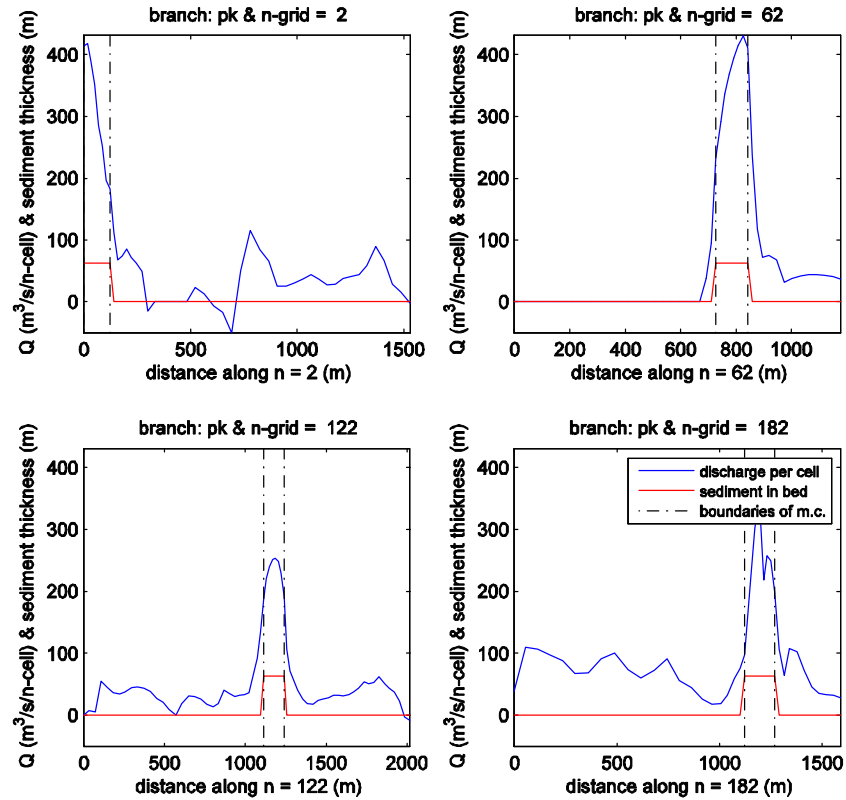 branch: pk & n-grid = 2
Q (m³/s/n-cell) & sediment thickness (m)
400
300
200
100
0
0 500 1000 1500
distance along n = 2 (m)
branch: pk & n-grid = 62
Q (m³/s/n-cell) & sediment thickness (m)
400
300
200
100
0
0 200 400 600 800 1000
distance along n = 62 (m)
branch: pk & n-grid = 122
Q (m³/s/n-cell) & sediment thickness (m)
400
300
200
100
0
0 500 1000 1500 2000
distance along n = 122 (m)
branch: pk & n-grid = 182
Q (m³/s/n-cell) & sediment thickness (m)
400
300
200
100
0
discharge per cell
sediment in bed
boundaries of m.c.
0 500 1000 1500
distance along n = 182 (m)